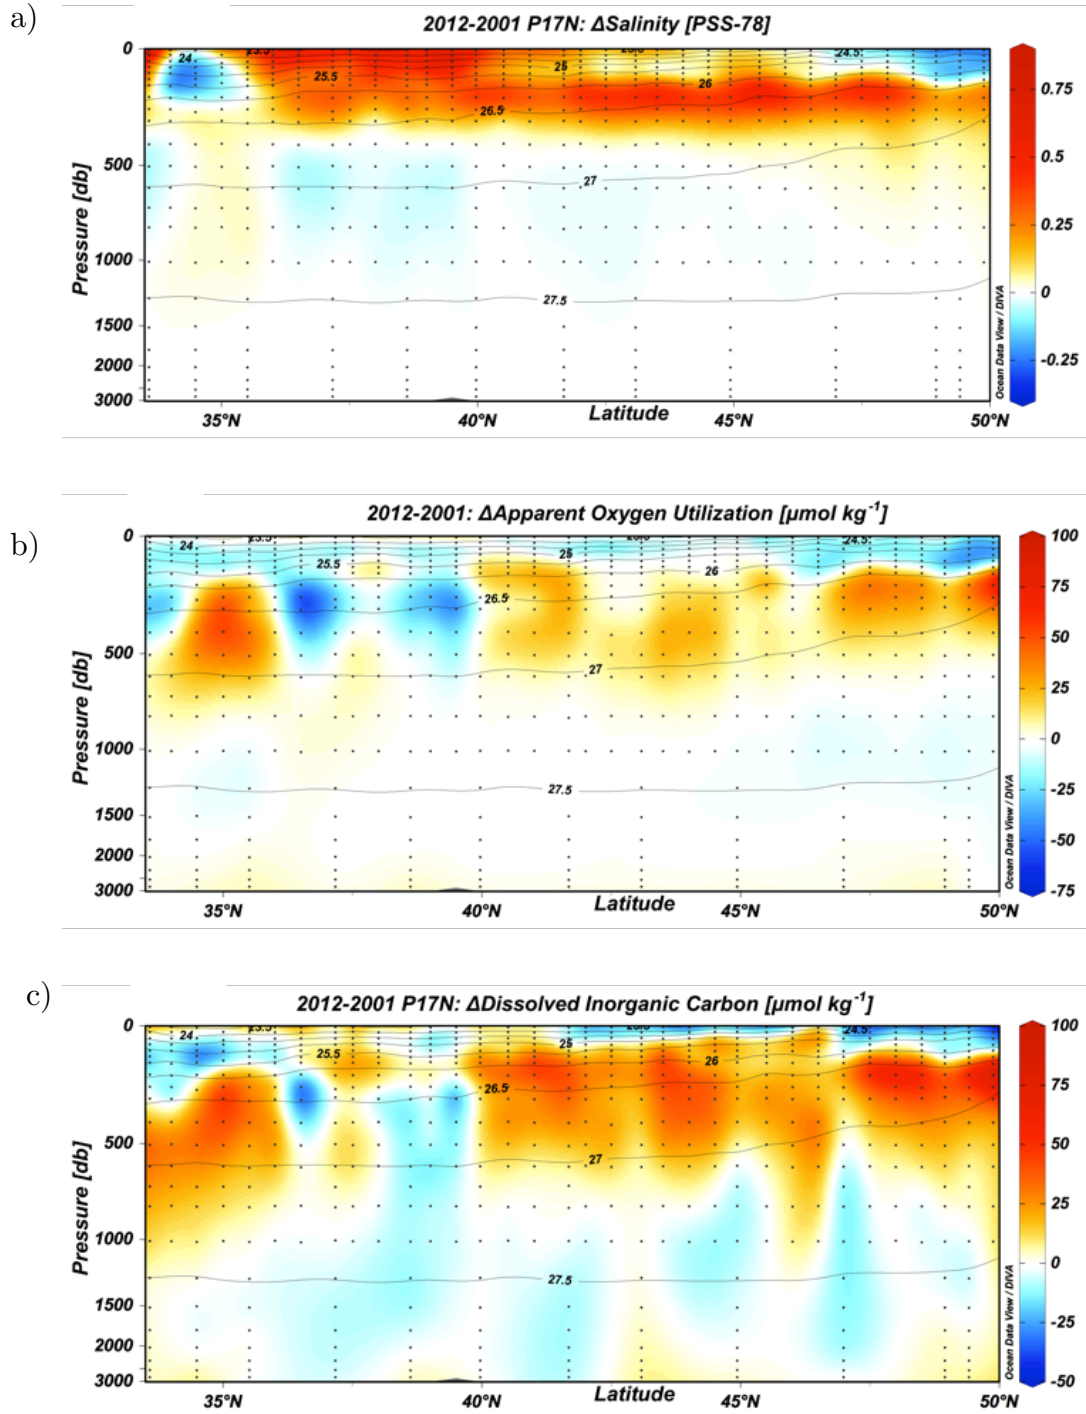 a)
2012-2001 P17N: ΔSalinity [PSS-78]
0
500
1000
1500
2000
3000
Pressure [db]
24
23.5
25.5
25
24.5
26
26.5
27
27.5
35°N
40°N
45°N
50°N
Latitude
Ocean Data View / DIVA
0.75
0.5
0.25
0
-0.25
b)
2012-2001: ΔApparent Oxygen Utilization [µmol kg-1]
0
500
1000
1500
2000
3000
Pressure [db]
24
23.5
25.5
25
24.5
26
26.5
27
27.5
35°N
40°N
45°N
50°N
Latitude
Ocean Data View / DIVA
100
75
50
25
0
-25
-50
-75
c)
2012-2001 P17N: ΔDissolved Inorganic Carbon [µmol kg-1]
0
500
1000
1500
2000
3000
Pressure [db]
24
23.5
25.5
25
24.5
26
26.5
27
27.5
35°N
40°N
45°N
50°N
Latitude
Ocean Data View / DIVA
100
75
50
25
0
-25
-50